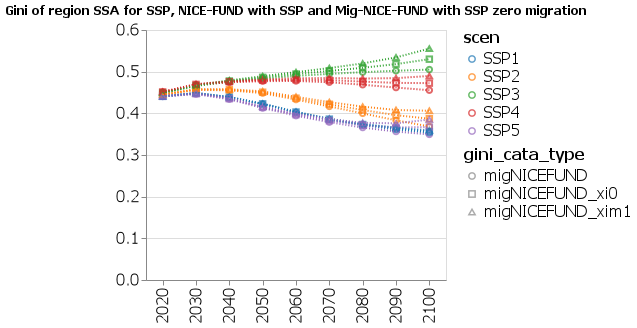 Gini of region SSA for SSP, NICE-FUND with SSP and Mig-NICE-FUND with SSP zero migration
0.6
0.5
0.4
0.3
0.2
0.1
0.0
2020
2030
2040
2050
2060
2070
2080
2090
2100
scen
SSP1
SSP2
SSP3
SSP4
SSP5
gini_cata_type
migNICEFUND
migNICEFUND_xi0
migNICEFUND_xim1